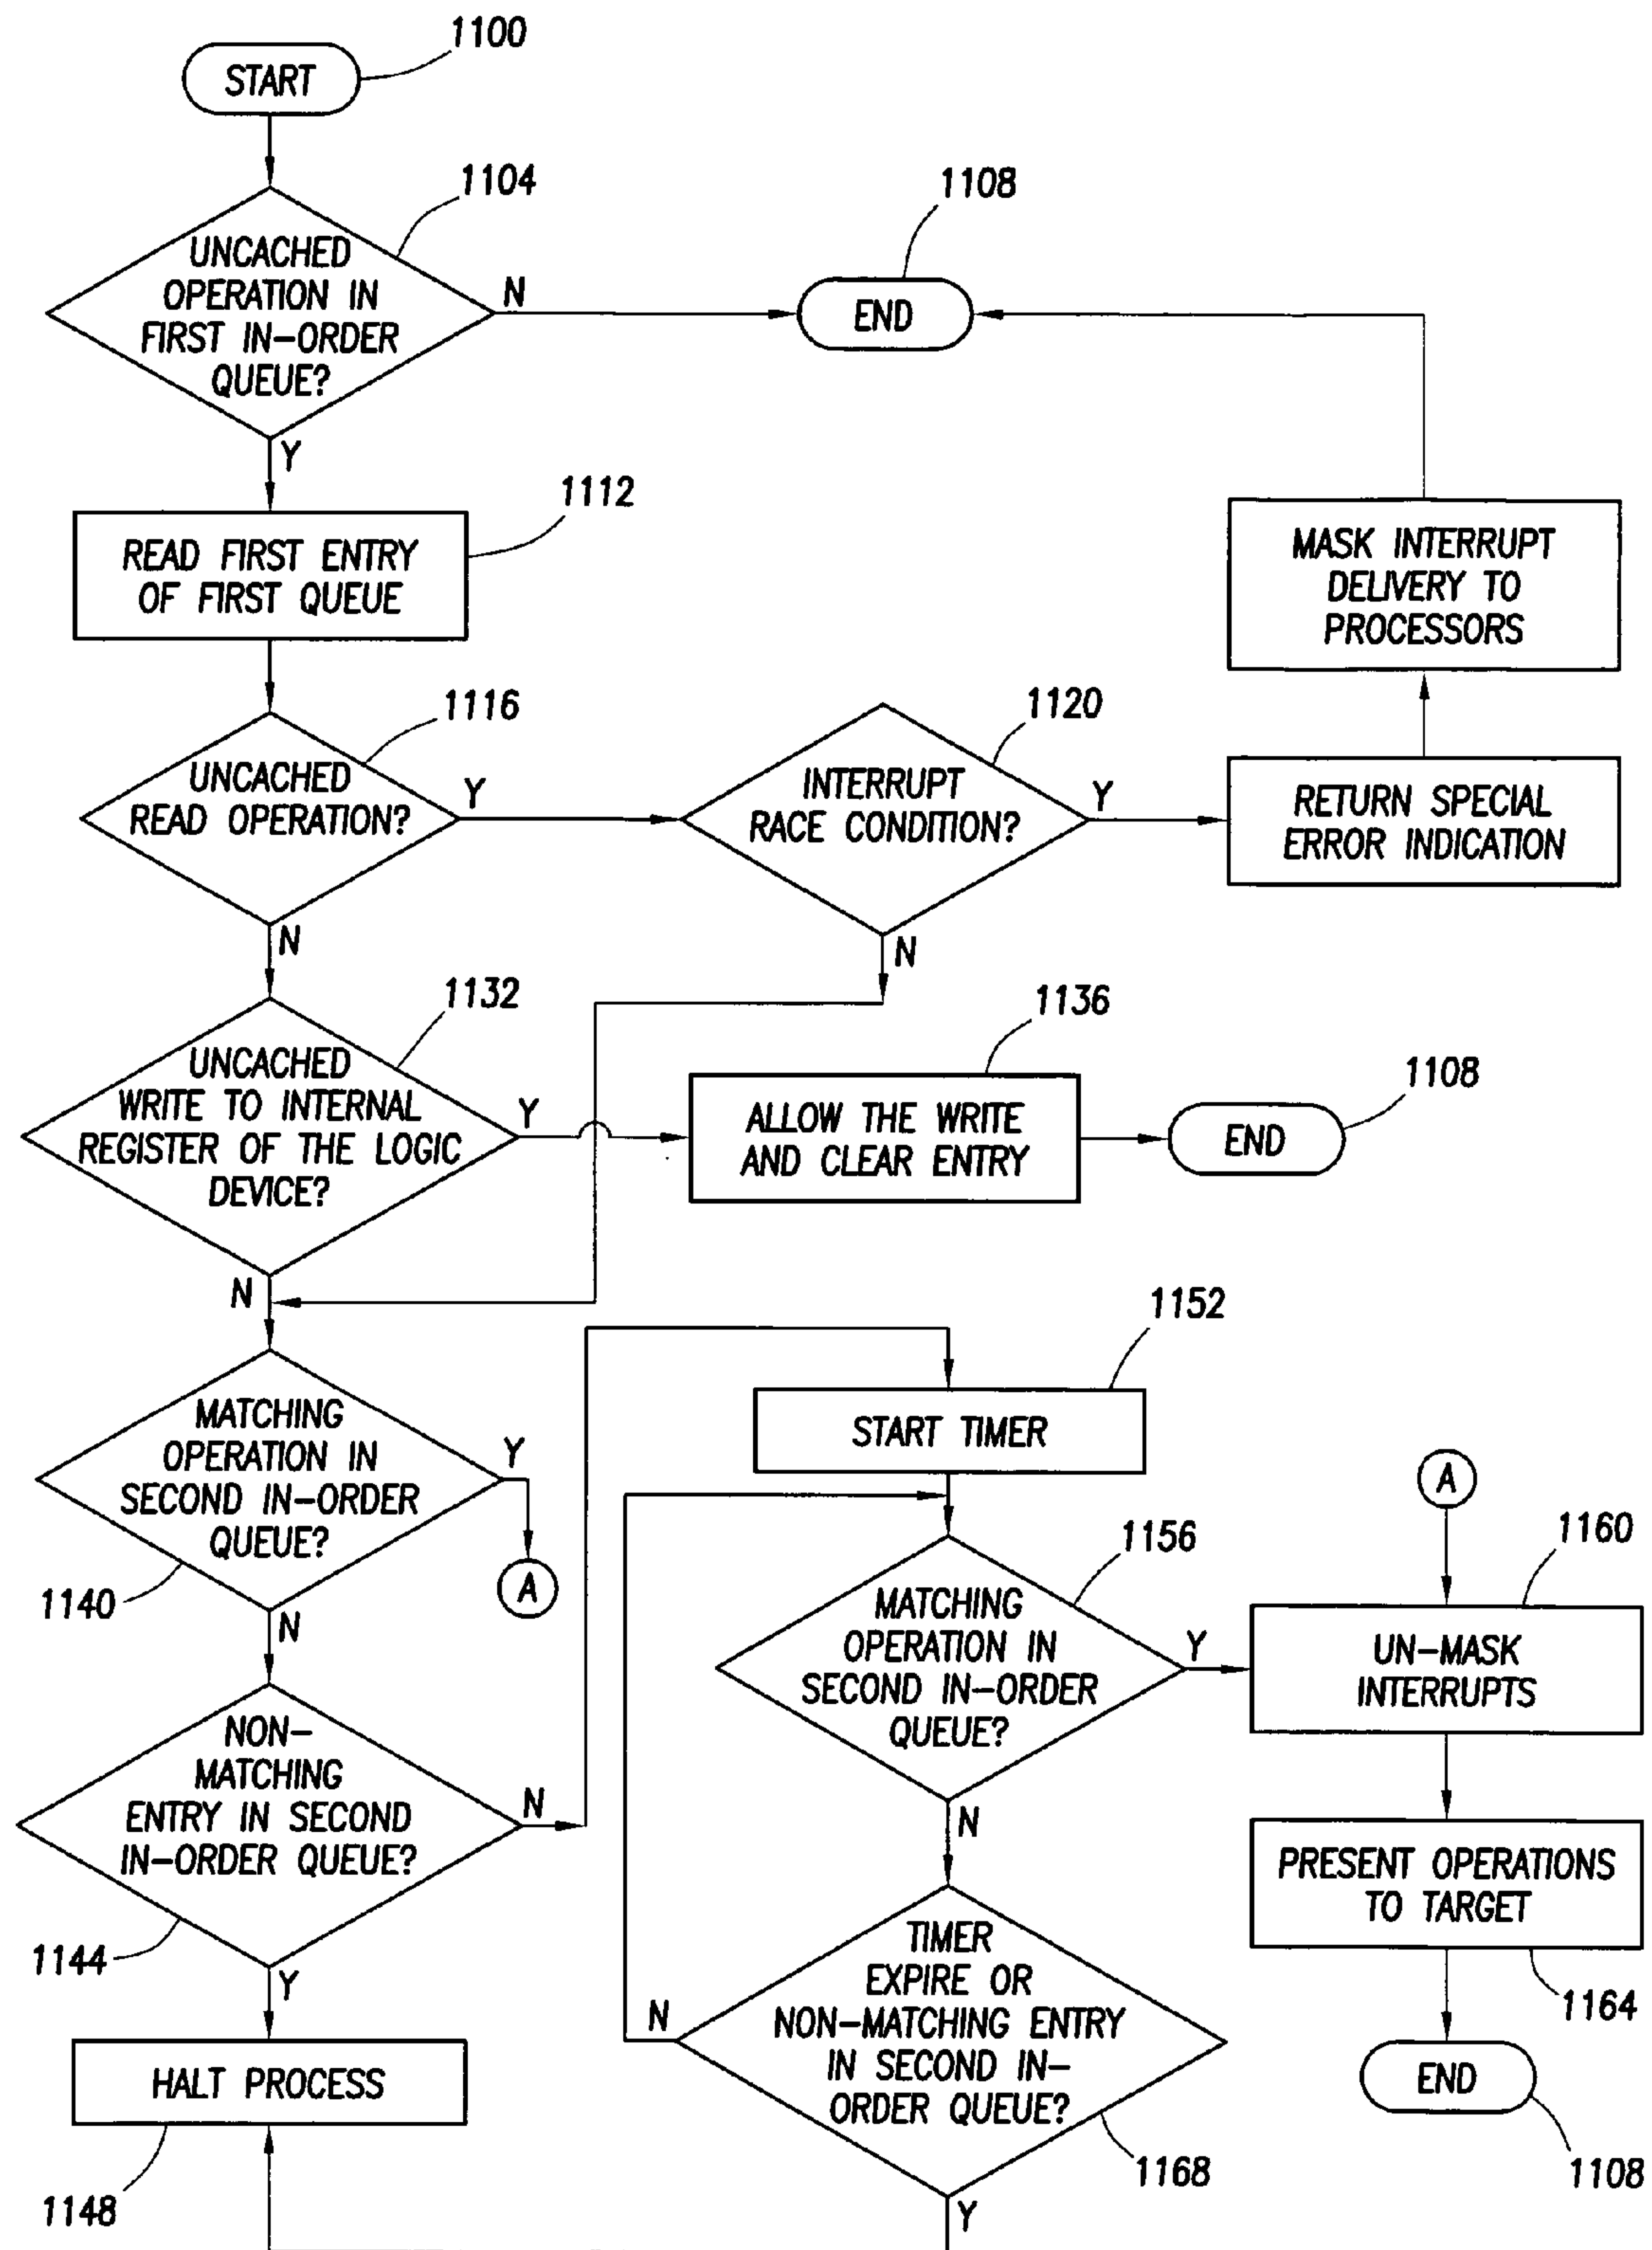 1100
START
1104
1108
UNCACHED
OPERATION IN
FIRST IN-ORDER
QUEUE?
N
END
Y
1112
READ FIRST ENTRY
OF FIRST QUEUE
MASK INTERRUPT
DELIVERY TO
PROCESSORS
1116
1120
UNCACHED
READ OPERATION?
Y
INTERRUPT
RACE CONDITION?
Y
RETURN SPECIAL
ERROR INDICATION
N
N
1132
1136
UNCACHED
WRITE TO INTERNAL
REGISTER OF THE LOGIC
DEVICE?
Y
ALLOW THE WRITE
AND CLEAR ENTRY
1108
END
N
1152
START TIMER
MATCHING
OPERATION IN
SECOND IN-ORDER
QUEUE?
Y
A
1140
N
A
1156
1160
MATCHING
OPERATION IN
SECOND IN-ORDER
QUEUE?
Y
UN-MASK
INTERRUPTS
NON-
MATCHING
ENTRY IN SECOND
IN-ORDER QUEUE?
N
N
PRESENT OPERATIONS
TO TARGET
1144
Y
TIMER
EXPIRE OR
NON-MATCHING ENTRY
IN SECOND IN-
ORDER QUEUE?
N
1164
HALT PROCESS
END
1148
1168
1108
Y